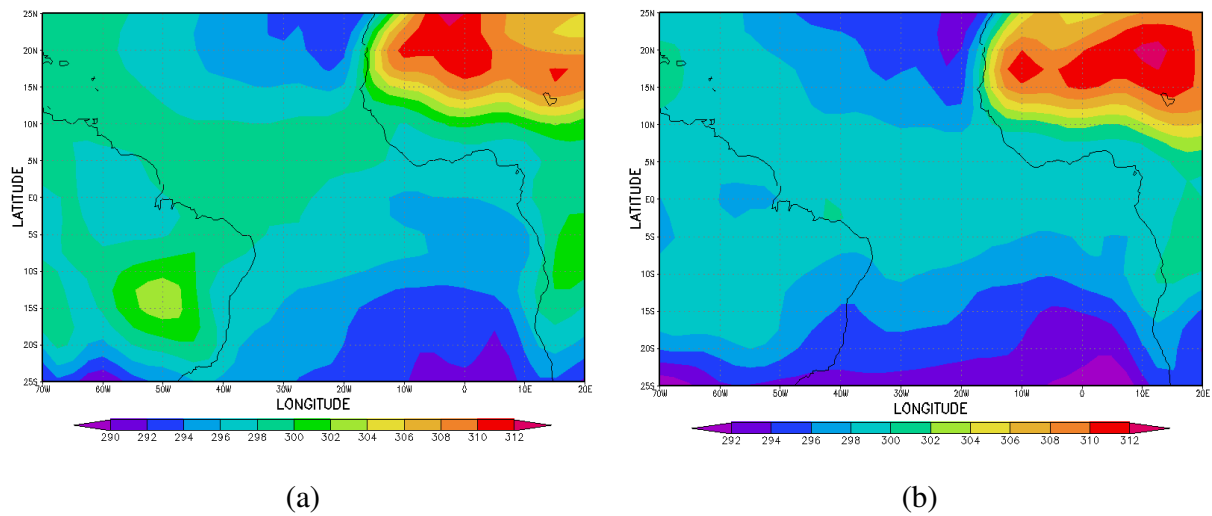 25N
20N
15N
10N
5N
EQ
5S
10S
15S
20S
25S
LATITUDE
70W 60W 50W 40W 30W 20W 10W 0 10E 20E
LONGITUDE
290 292 294 296 298 300 302 304 306 308 310 312
(a)
25N
20N
15N
10N
5N
EQ
5S
10S
15S
20S
25S
LATITUDE
70W 60W 50W 40W 30W 20W 10W 0 10E 20E
LONGITUDE
292 294 296 298 300 302 304 306 308 310 312
(b)